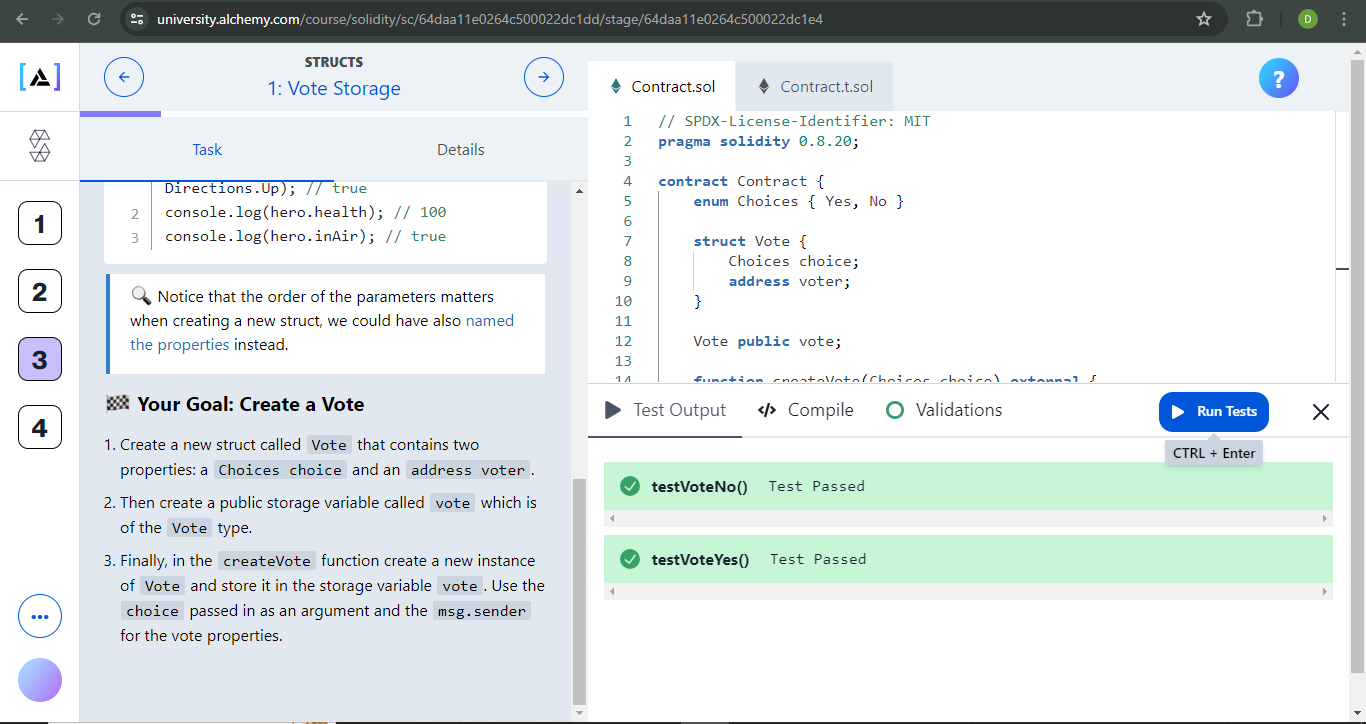 university.alchemy.com/course/solidity/sc/64daa11e0264c500022dc1dd/stage/64daa11e0264c500022dc1e4
D
STRUCTS
1: Vote Storage
Task
Details
Directions.Up); // true
2 console.log(hero.health); // 100
3 console.log(hero.inAir); // true
🔍 Notice that the order of the parameters matters
when creating a new struct, we could have also named
the properties instead.
🏁 Your Goal: Create a Vote
1. Create a new struct called Vote that contains two
properties: a Choices choice and an address voter.
2. Then create a public storage variable called vote which is
of the Vote type.
3. Finally, in the createVote function create a new instance
of Vote and store it in the storage variable vote. Use the
choice passed in as an argument and the msg.sender
for the vote properties.
1
2
3
4
Contract.sol
Contract.t.sol
?
1 // SPDX-License-Identifier: MIT
2 pragma solidity 0.8.20;
3
4 contract Contract {
5 enum Choices { Yes, No }
6
7 struct Vote {
8 Choices choice;
9 address voter;
10 }
11
12 Vote public vote;
13
14 function createVote(Choices choice) external {
Test Output
Compile
Validations
Run Tests
CTRL + Enter
testVoteNo() Test Passed
testVoteYes() Test Passed